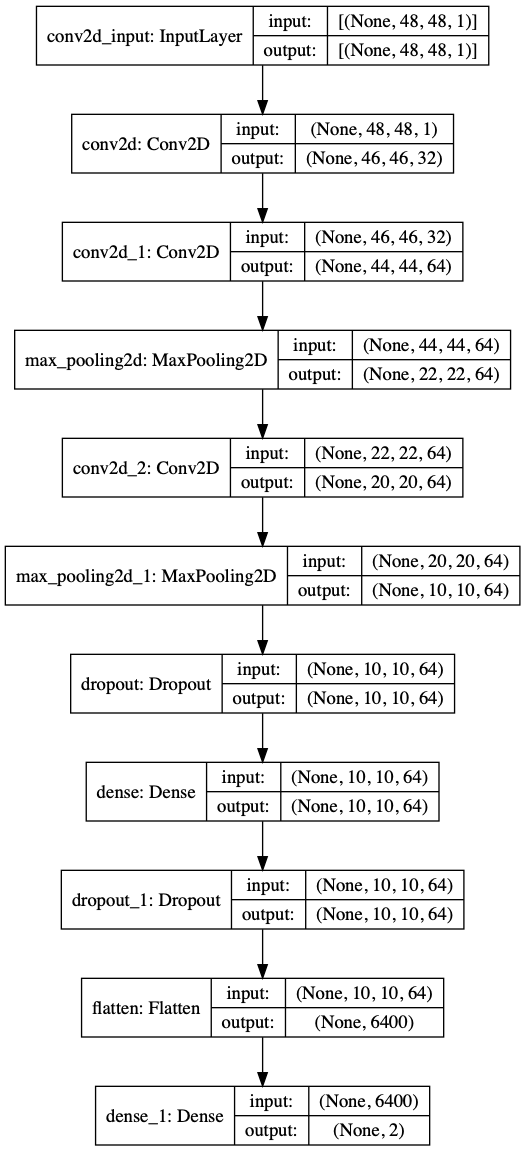 conv2d_input: InputLayer
input: [(None, 48, 48, 1)]
output: [(None, 48, 48, 1)]
conv2d: Conv2D
input: (None, 48, 48, 1)
output: (None, 46, 46, 32)
conv2d_1: Conv2D
input: (None, 46, 46, 32)
output: (None, 44, 44, 64)
max_pooling2d: MaxPooling2D
input: (None, 44, 44, 64)
output: (None, 22, 22, 64)
conv2d_2: Conv2D
input: (None, 22, 22, 64)
output: (None, 20, 20, 64)
max_pooling2d_1: MaxPooling2D
input: (None, 20, 20, 64)
output: (None, 10, 10, 64)
dropout: Dropout
input: (None, 10, 10, 64)
output: (None, 10, 10, 64)
dense: Dense
input: (None, 10, 10, 64)
output: (None, 10, 10, 64)
dropout_1: Dropout
input: (None, 10, 10, 64)
output: (None, 10, 10, 64)
flatten: Flatten
input: (None, 10, 10, 64)
output: (None, 6400)
dense_1: Dense
input: (None, 6400)
output: (None, 2)